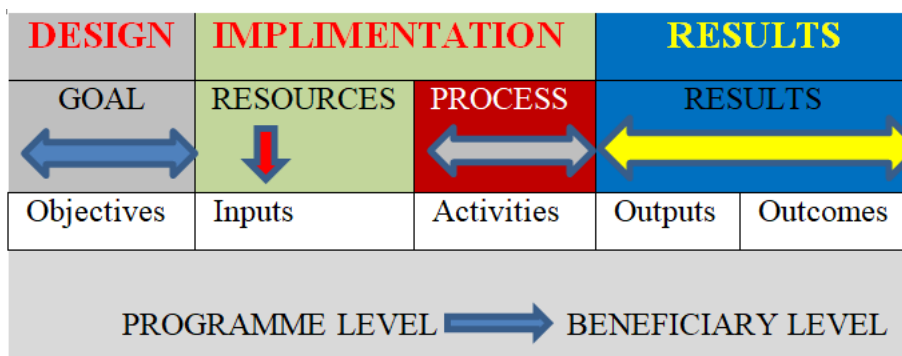 DESIGN IMPLIMENTATION RESULTS
GOAL RESOURCES PROCESS RESULTS
Objectives Inputs Activities Outputs Outcomes
PROGRAMME LEVEL BENEFICIARY LEVEL